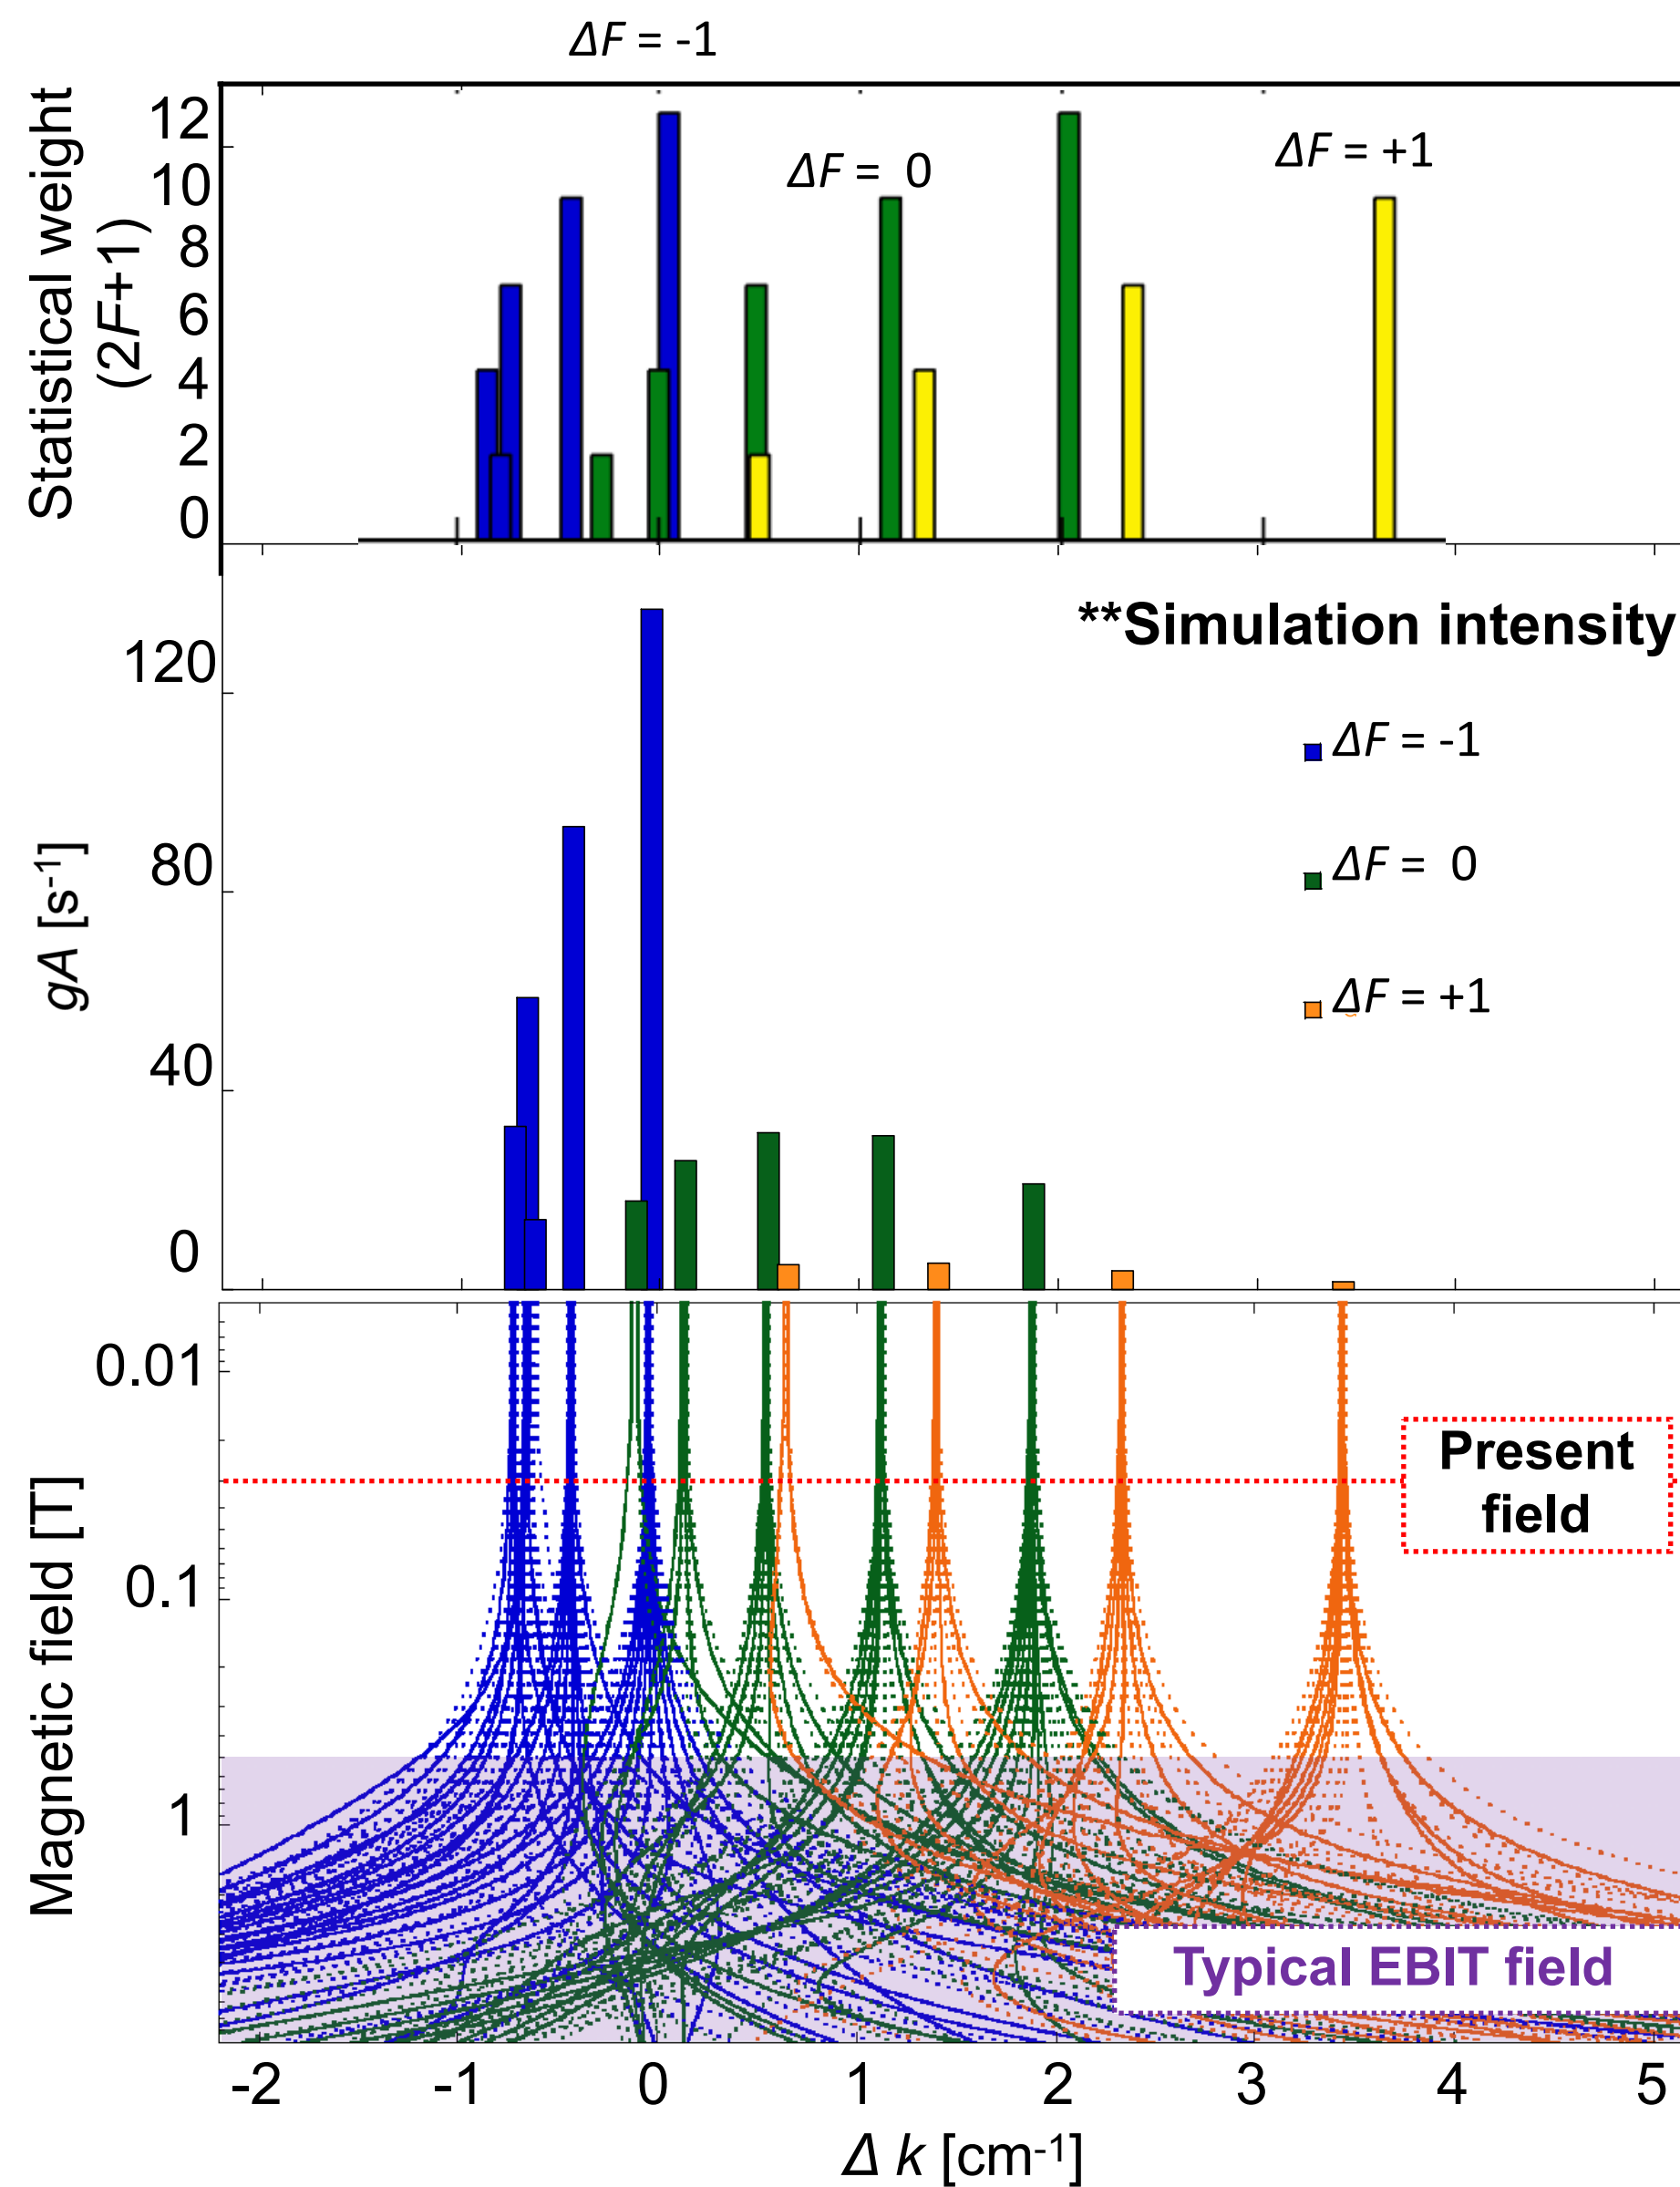 ΔF = -1
Statistical weight
(2F+1)
12
10
8
6
4
2
0
ΔF = 0
ΔF = +1
**Simulation intensity
gA [s-1]
120
80
40
0
ΔF = -1
ΔF = 0
ΔF = +1
Magnetic field [T]
0.01
0.1
1
Present
field
Typical EBIT field
-2 -1 0 1 2 3 4 5
Δ k [cm-1]